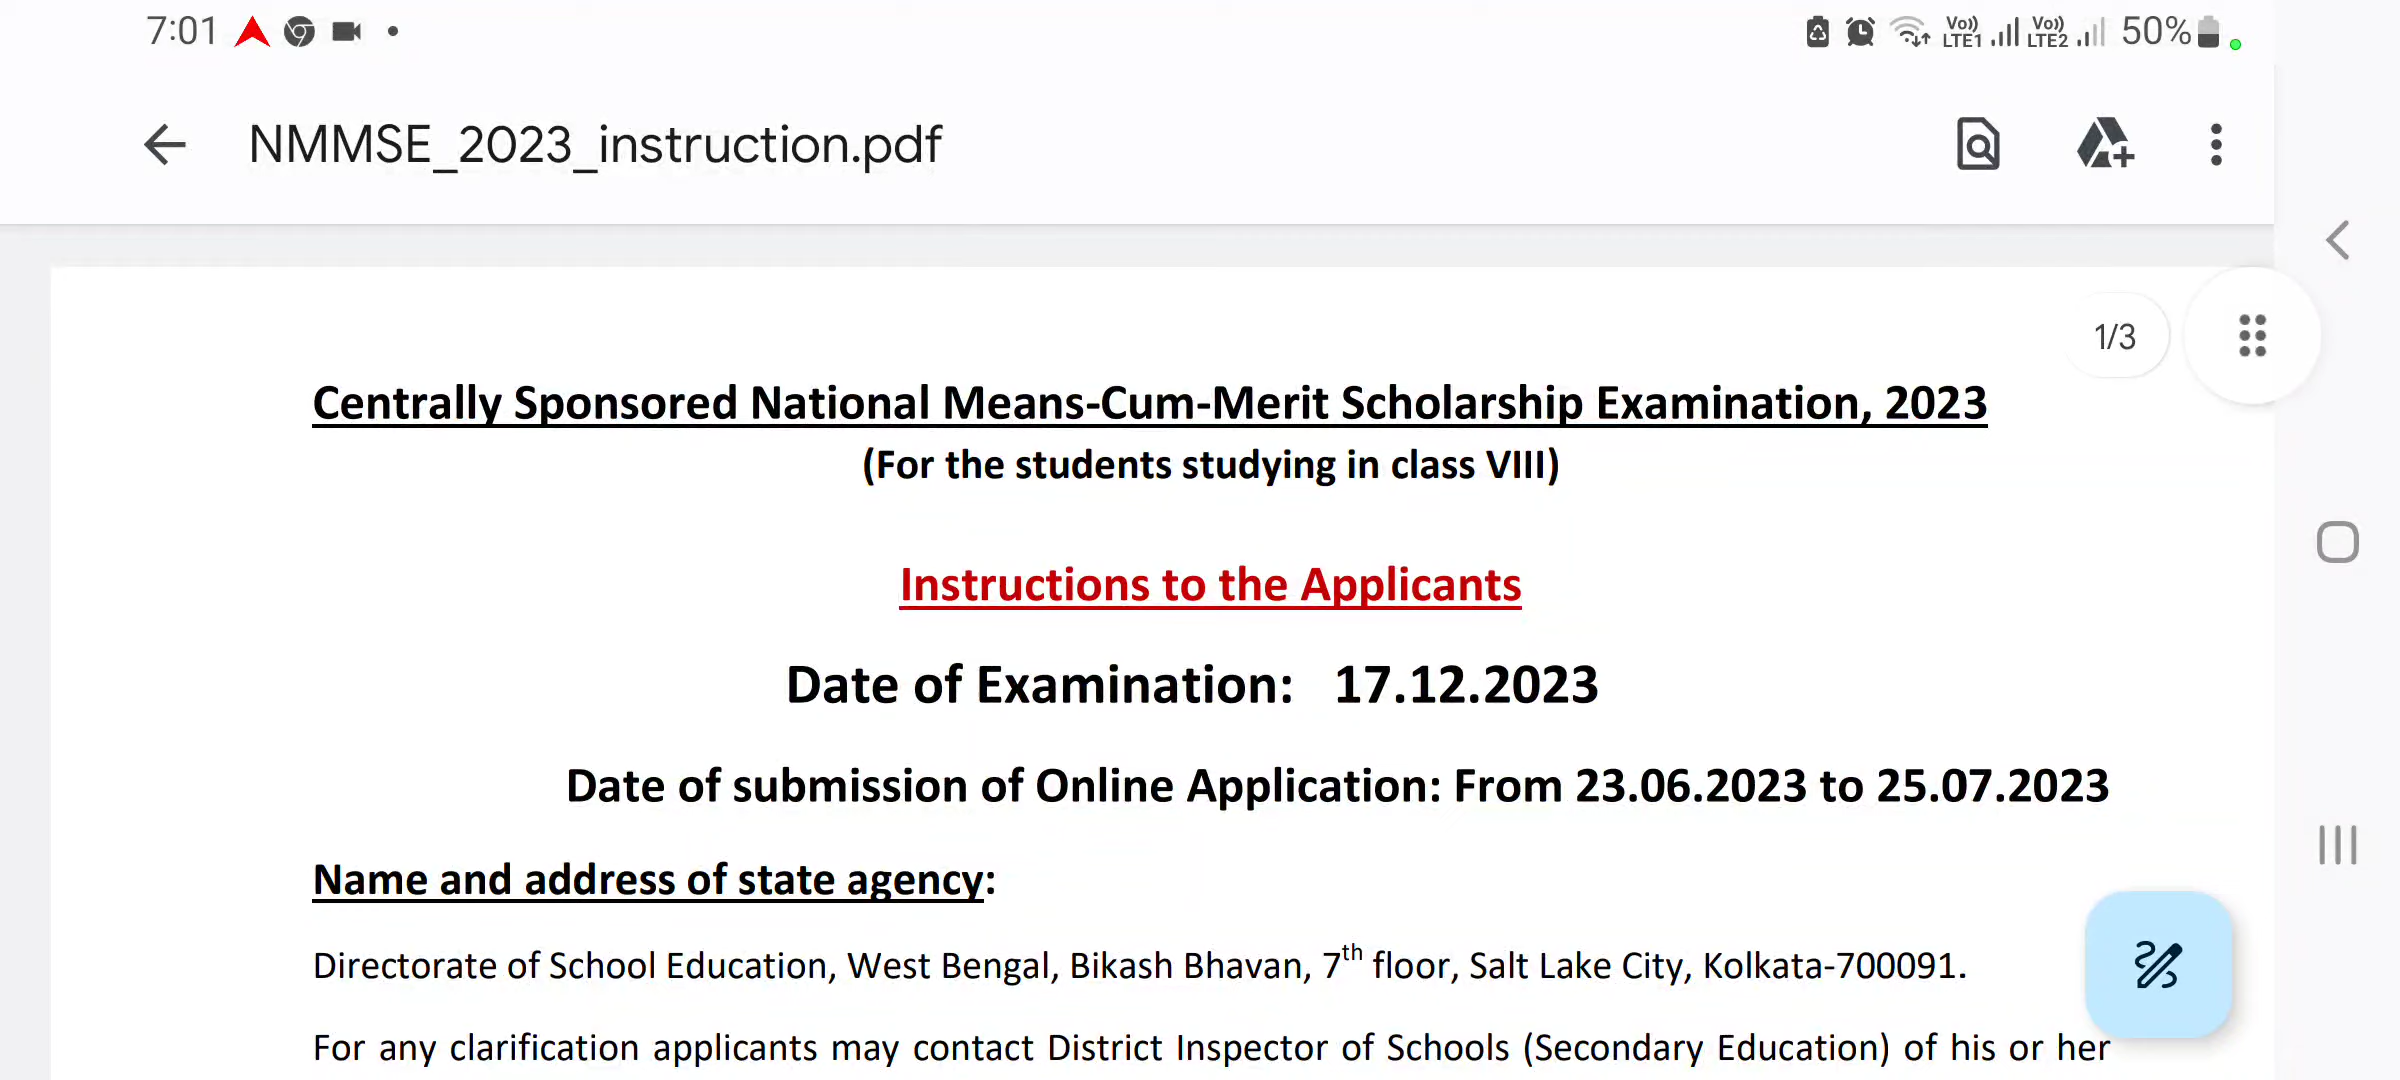 7:01 Vo)) LTE1 Vo)) LTE2 50%
NMMSE_2023_instruction.pdf
1/3
Centrally Sponsored National Means-Cum-Merit Scholarship Examination, 2023
(For the students studying in class VIII)
Instructions to the Applicants
Date of Examination: 17.12.2023
Date of submission of Online Application: From 23.06.2023 to 25.07.2023
Name and address of state agency:
Directorate of School Education, West Bengal, Bikash Bhavan, 7th floor, Salt Lake City, Kolkata-700091.
For any clarification applicants may contact District Inspector of Schools (Secondary Education) of his or her